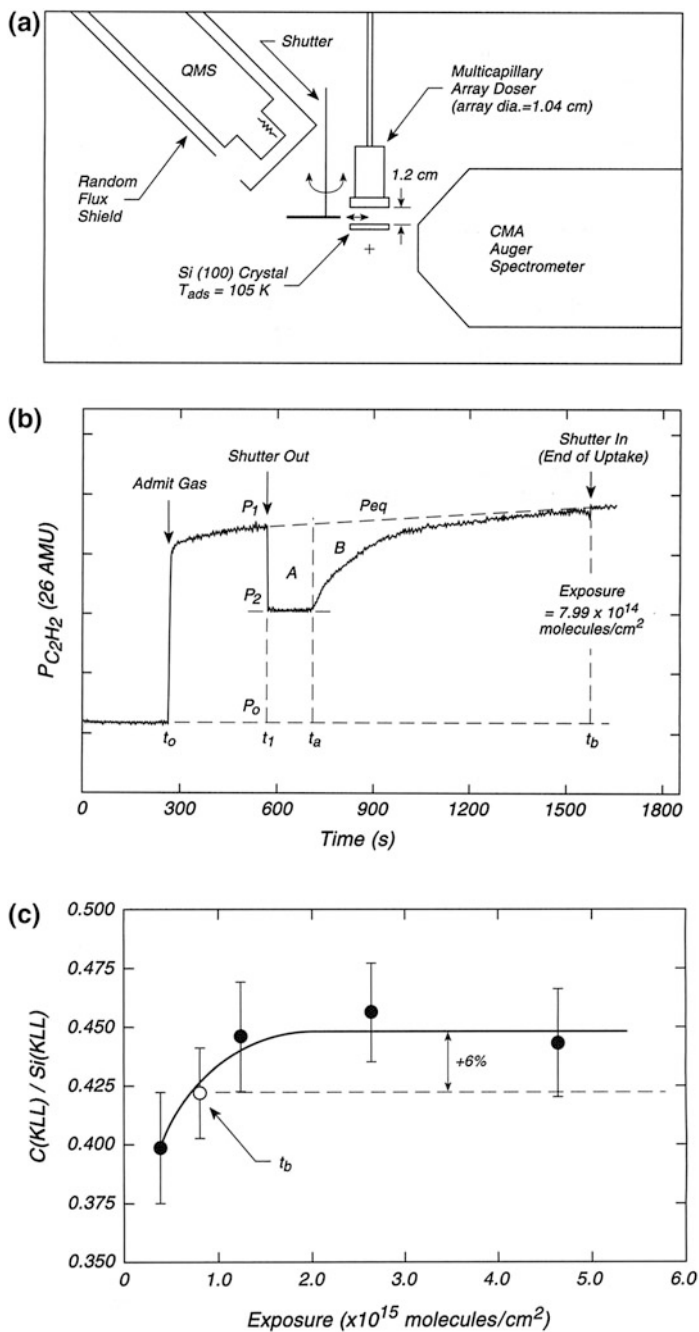 (a)
QMS
Shutter
Multicapillary
Array Doser
(array dia.=1.04 cm)
1.2 cm
Random
Flux
Shield
CMA
Auger
Spectrometer
Si (100) Crystal
Tads = 105 K
(b)
Shutter In
(End of Uptake)
Shutter Out
Admit Gas
P1
Peq
B
A
P2
Exposure
= 7.99 x 10^14
molecules/cm^2
Po
to
t1
ta
tb
PC2H2 (26 AMU)
0
300
600
900
1200
1500
1800
Time (s)
(c)
0.500
0.475
0.450
0.425
0.400
0.375
0.350
C(KLL) / Si(KLL)
+6%
tb
0
1.0
2.0
3.0
4.0
5.0
6.0
Exposure (x10^15 molecules/cm^2)